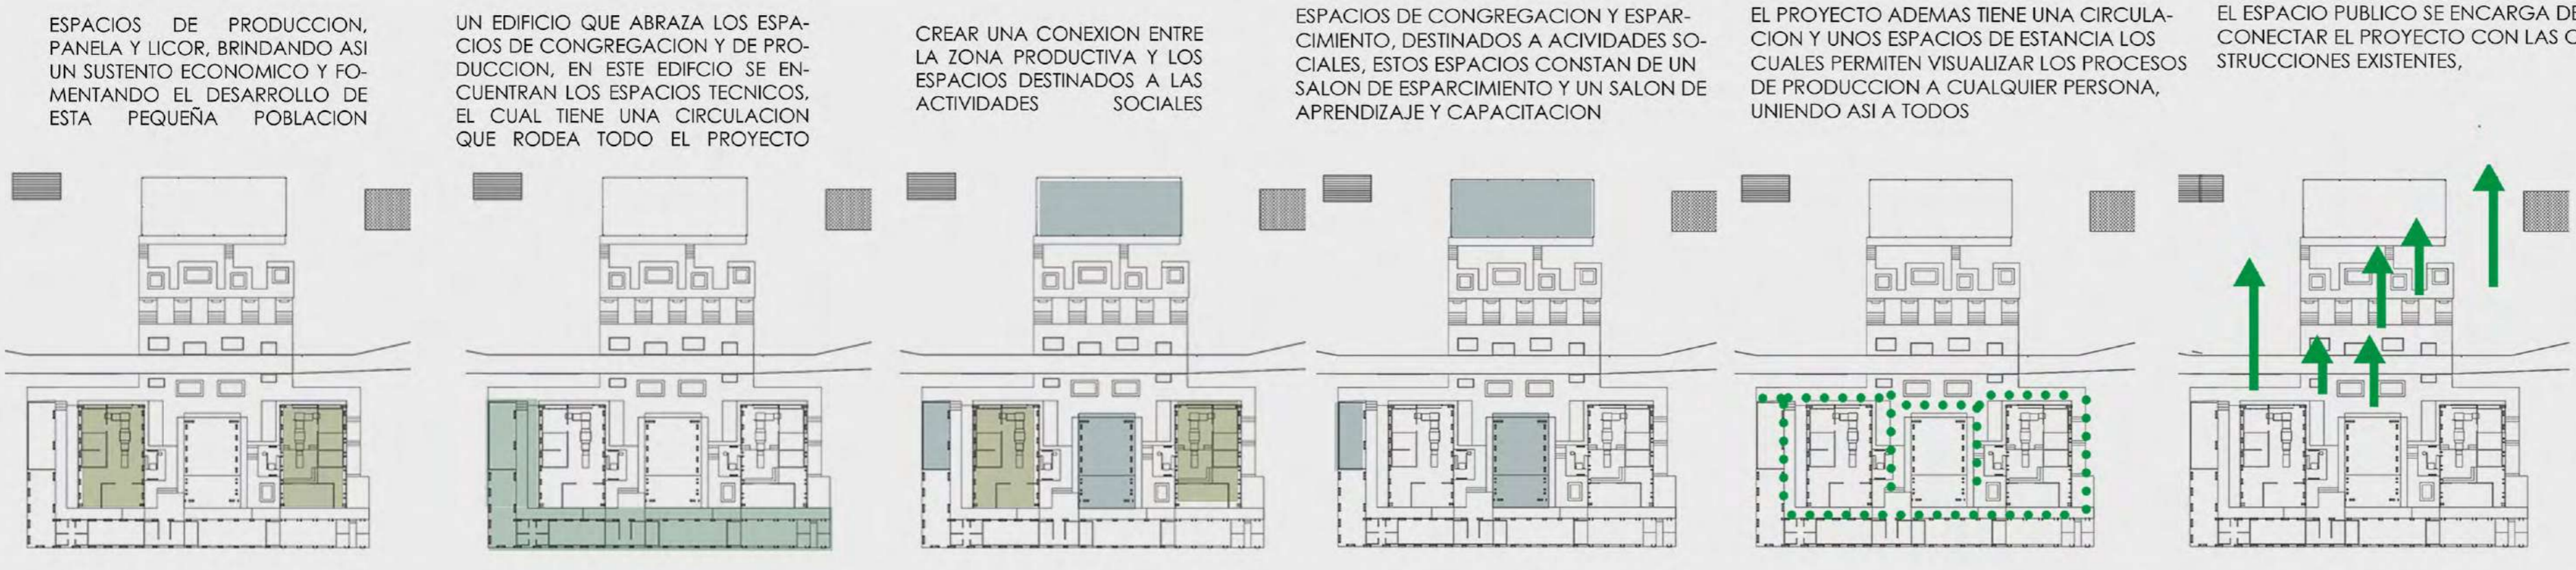 ESPACIOS DE PRODUCCION,
PANELA Y LICOR, BRINDANDO ASI
UN SUSTENTO ECONOMICO Y FO-
MENTANDO EL DESARROLLO DE
ESTA PEQUEÑA POBLACION
UN EDIFICIO QUE ABRAZA LOS ESPA-
CIOS DE CONGREGACION Y DE PRO-
DUCCION, EN ESTE EDIFCIO SE EN-
CUENTRAN LOS ESPACIOS TECNICOS,
EL CUAL TIENE UNA CIRCULACION
QUE RODEA TODO EL PROYECTO
CREAR UNA CONEXION ENTRE
LA ZONA PRODUCTIVA Y LOS
ESPACIOS DESTINADOS A LAS
ACTIVIDADES SOCIALES
ESPACIOS DE CONGREGACION Y ESPAR-
CIMIENTO, DESTINADOS A ACIVIDADES SO-
CIALES, ESTOS ESPACIOS CONSTAN DE UN
SALON DE ESPARCIMIENTO Y UN SALON DE
APRENDIZAJE Y CAPACITACION
EL PROYECTO ADEMAS TIENE UNA CIRCULA-
CION Y UNOS ESPACIOS DE ESTANCIA LOS
CUALES PERMITEN VISUALIZAR LOS PROCESOS
DE PRODUCCION A CUALQUIER PERSONA,
UNIENDO ASI A TODOS
EL ESPACIO PUBLICO SE ENCARGA DE
CONECTAR EL PROYECTO CON LAS
STRUCCIONES EXISTENTES,